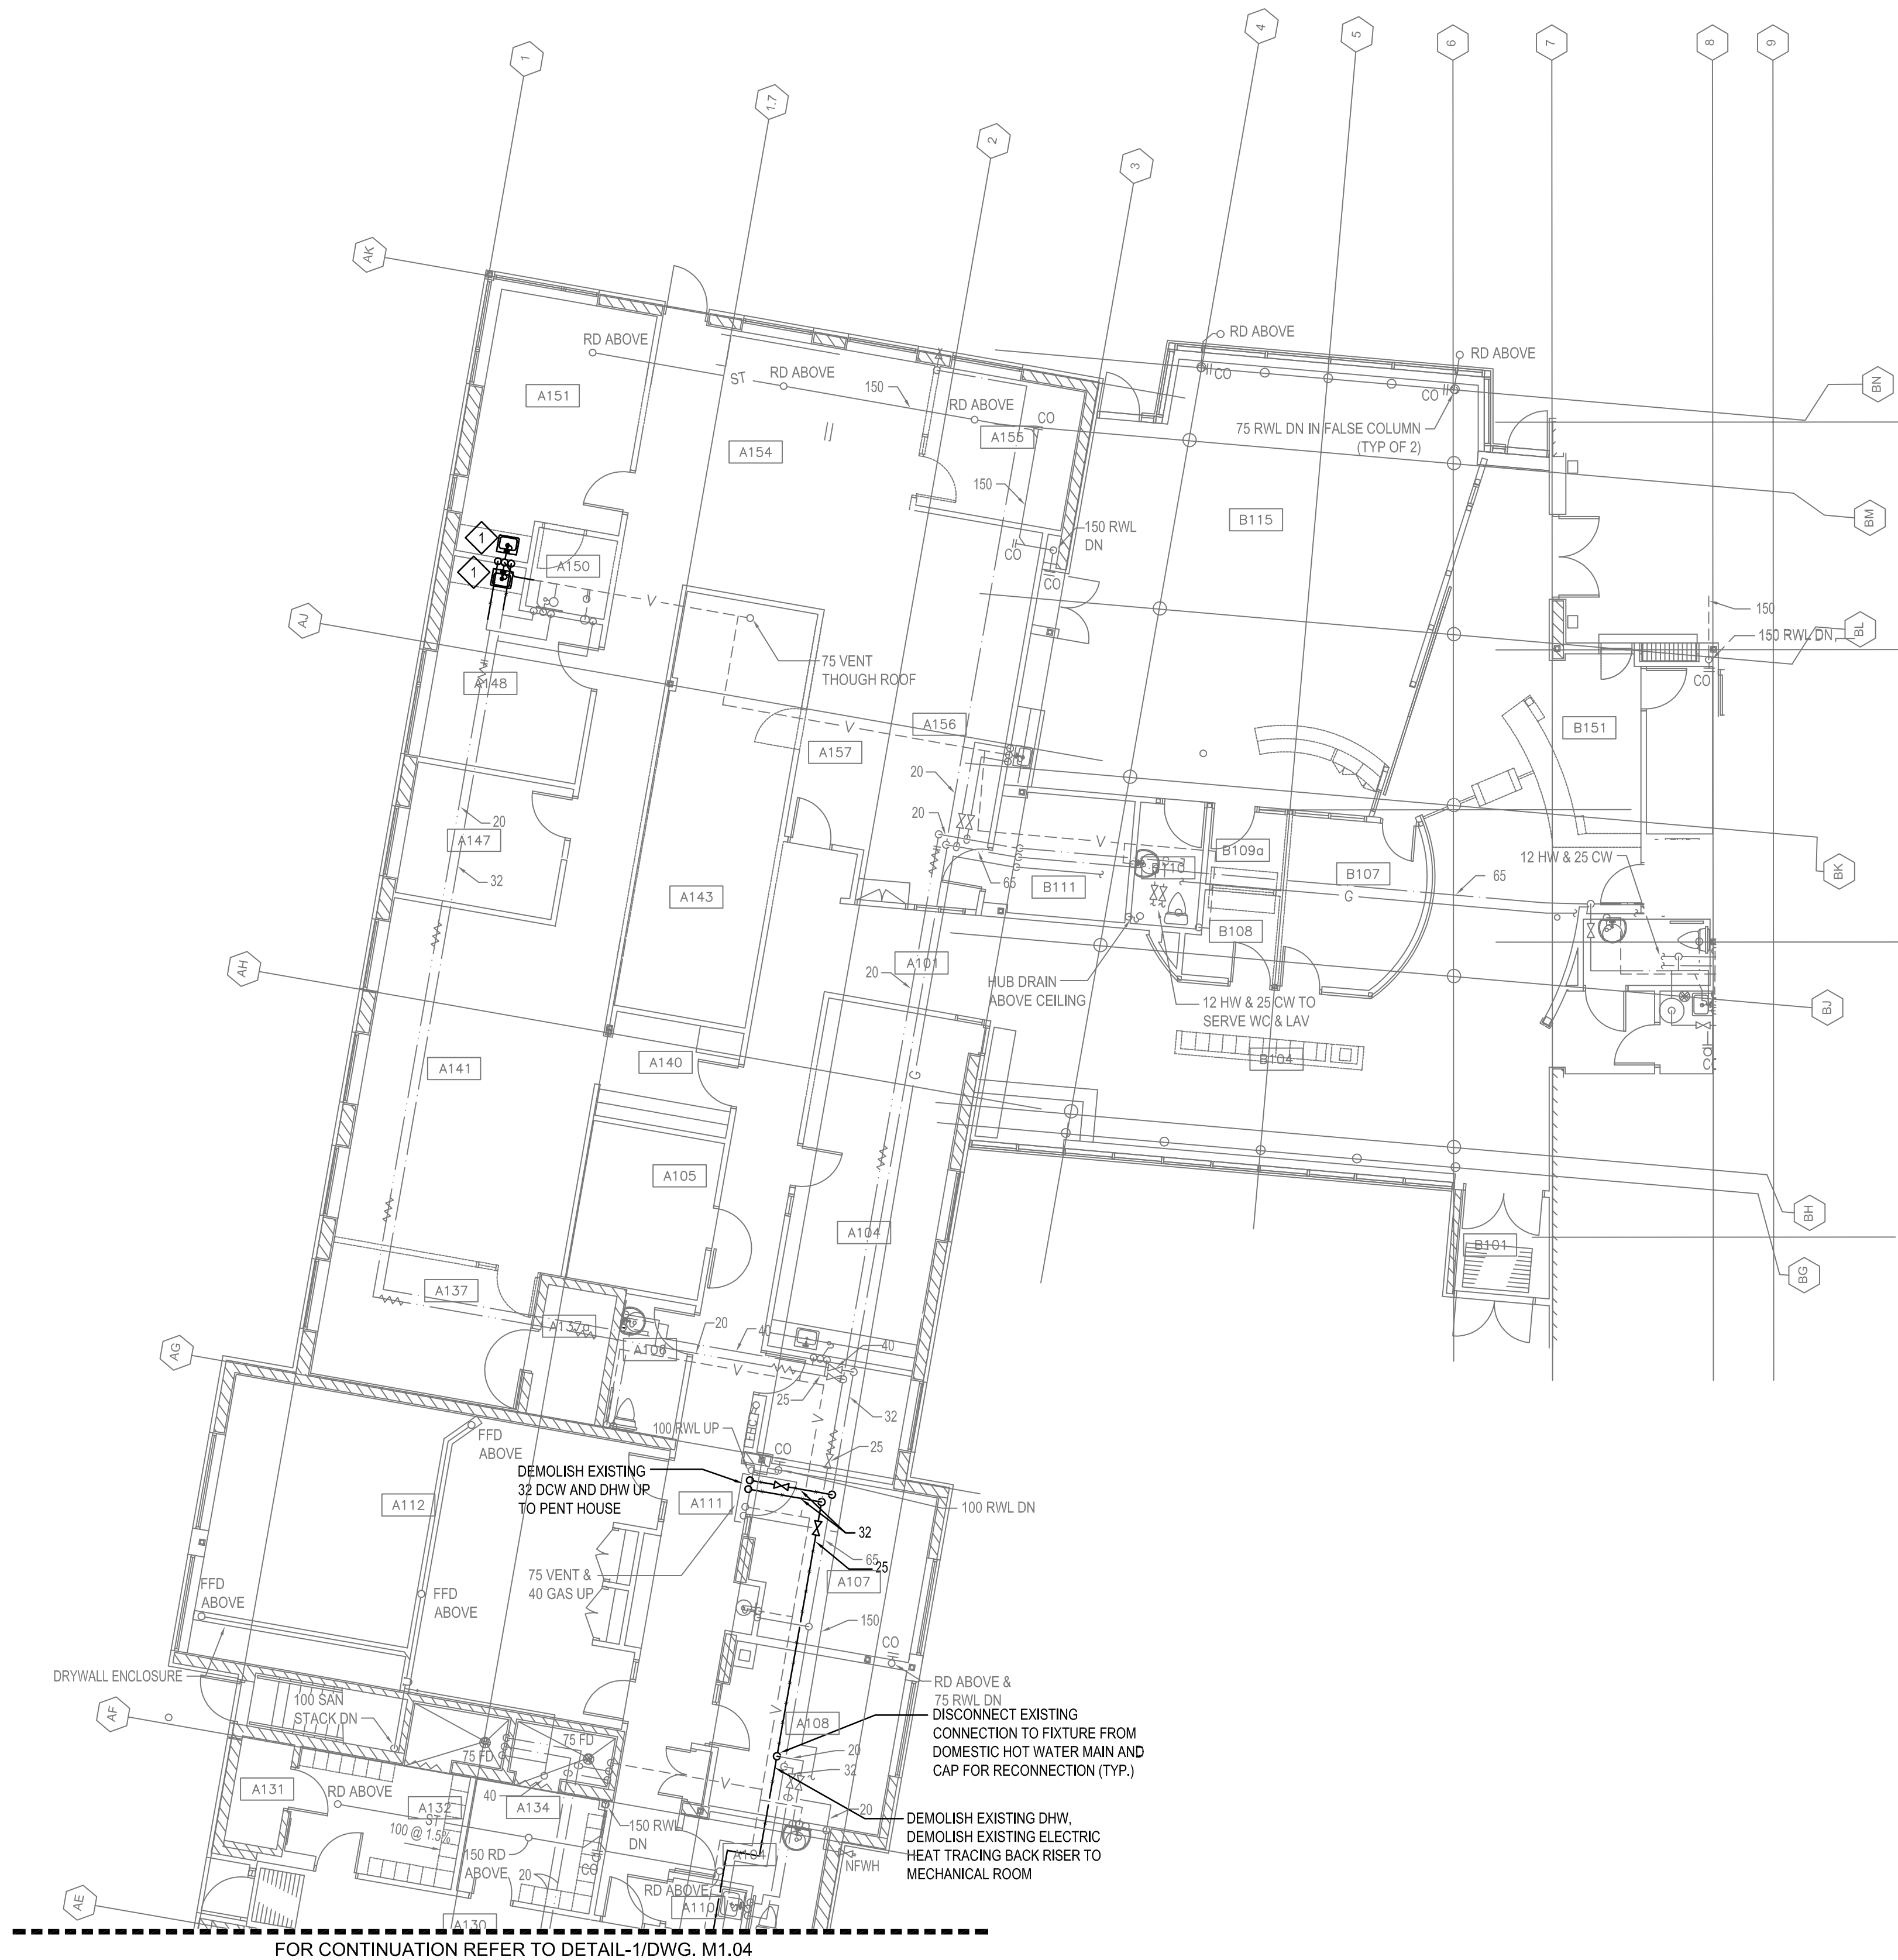 1
1.7
2
3
4
5
6
7
8
9
AK
AJ
AH
AG
AF
AE
BN
BM
BL
BK
BJ
BH
BG
RD ABOVE
ST
RD ABOVE
150
RD ABOVE
CO
RD ABOVE
CO
RD ABOVE
CO
75 RWL DN IN FALSE COLUMN
(TYP OF 2)
A151
A154
A155
B115
150
CO
150 RWL
DN
CO
1
1
A150
V
75 VENT
THOUGH ROOF
A148
V
A156
A157
150
150 RWL DN
CO
B151
20
20
20
A147
32
65
V
B111
B110
B109a
B107
12 HW & 25 CW
65
G
A143
B108
A101
20
HUB DRAIN
ABOVE CEILING
12 HW & 25 CW TO
SERVE WC & LAV
B104
G
A141
A140
A105
A104
B101
A137
A137a
A106
20
40
40
V
25
V
32
25
FHC
100 RWL UP
CO
FFD
ABOVE
DEMOLISH EXISTING
32 DCW AND DHW UP
TO PENT HOUSE
A111
A112
100 RWL DN
32
65
25
A107
75 VENT &
40 GAS UP
FFD
ABOVE
FFD
ABOVE
150
CO
DRYWALL ENCLOSURE
RD ABOVE &
75 RWL DN
100 SAN
STACK DN
V
A108
DISCONNECT EXISTING
CONNECTION TO FIXTURE FROM
DOMESTIC HOT WATER MAIN AND
CAP FOR RECONNECTION (TYP.)
75 FD
75 FD
20
32
V
A131
RD ABOVE
A132
40
A134
ST
100 @ 1.5%
150 RWL
DN
20
DEMOLISH EXISTING DHW,
DEMOLISH EXISTING ELECTRIC
HEAT TRACING BACK RISER TO
MECHANICAL ROOM
150 RD
ABOVE
20
CO
A104
NFWH
RD ABOVE
A110
A130
FOR CONTINUATION REFER TO DETAIL-1/DWG. M1.04